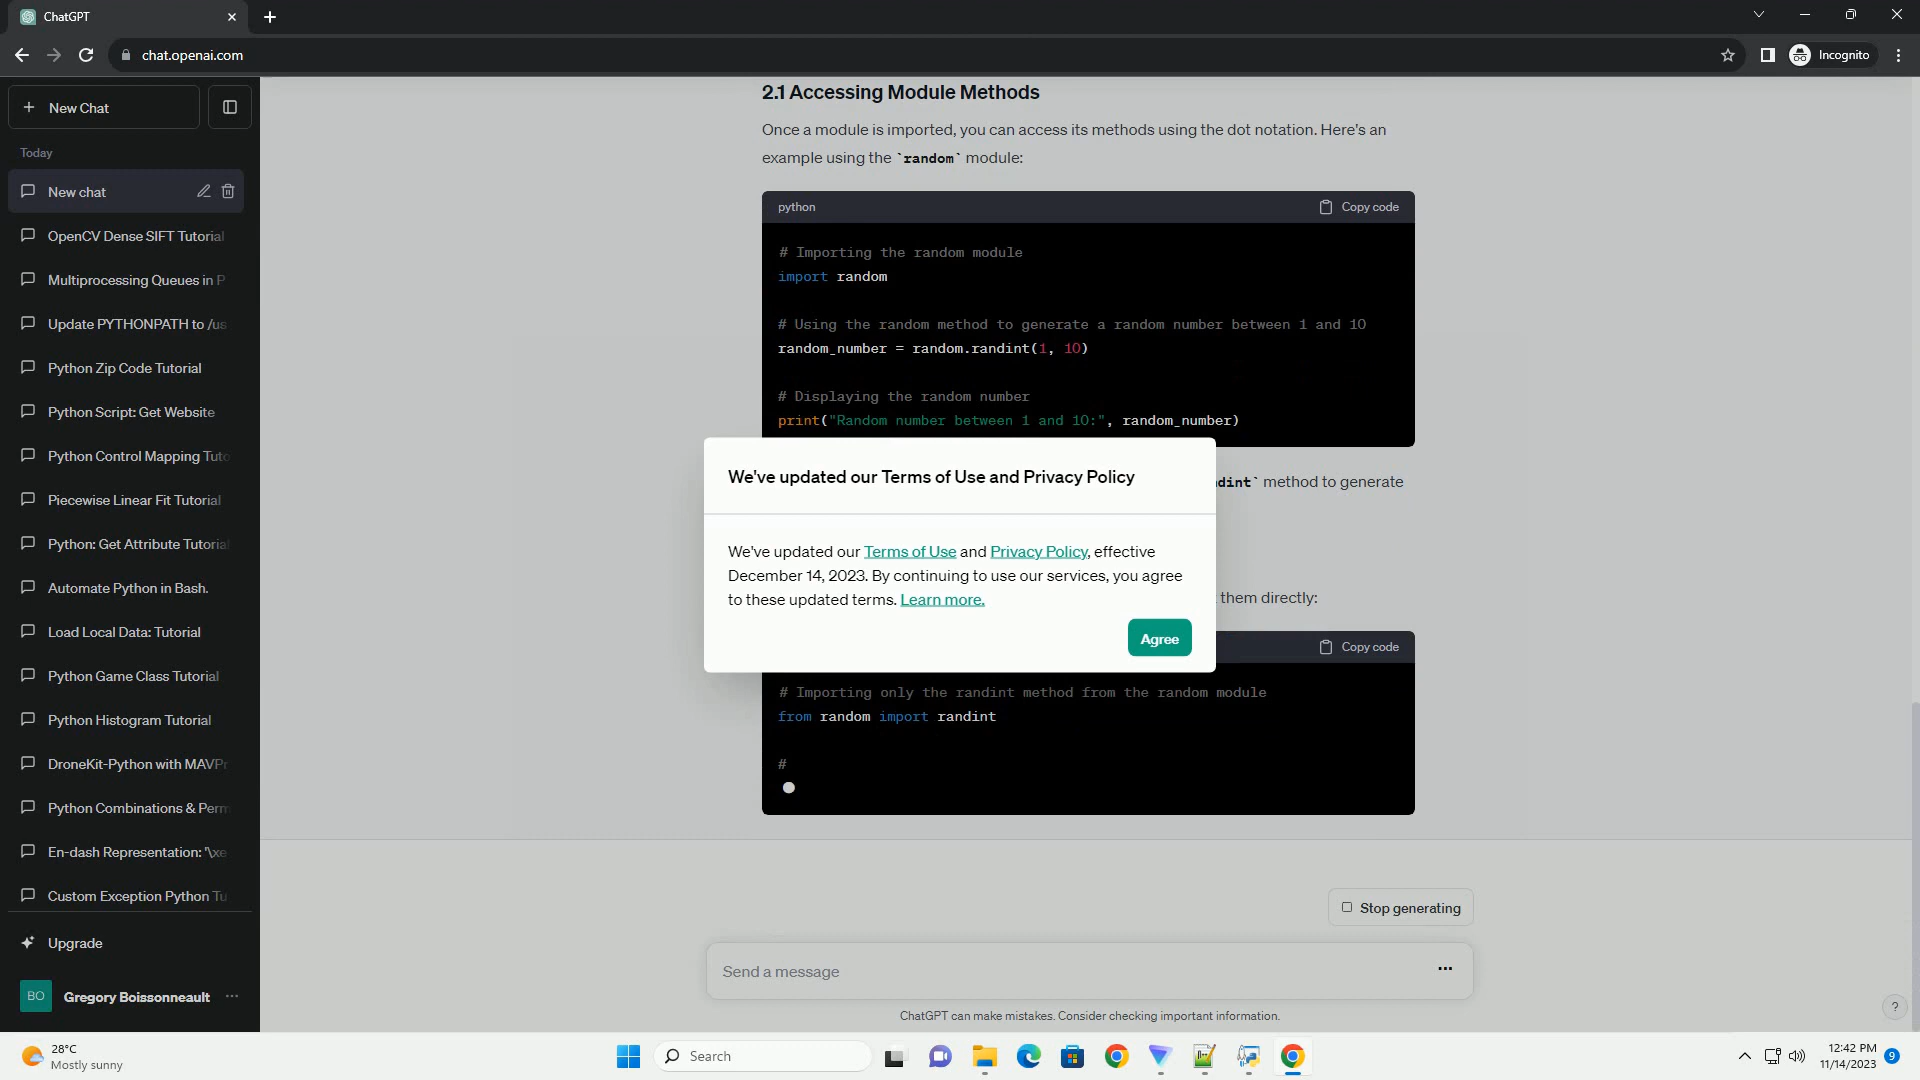 ChatGPT
chat.openai.com
Incognito
New Chat
Today
New chat
OpenCV Dense SIFT Tutorial
Multiprocessing Queues in P
Update PYTHONPATH to /us
Python Zip Code Tutorial
Python Script: Get Website
Python Control Mapping Tuto
Piecewise Linear Fit Tutorial
Python: Get Attribute Tutorial
Automate Python in Bash.
Load Local Data: Tutorial
Python Game Class Tutorial
Python Histogram Tutorial
DroneKit-Python with MAVPr
Python Combinations & Perm
En-dash Representation: '\xe
Custom Exception Python Tu
Upgrade
BO Gregory Boissonneault
2.1 Accessing Module Methods
Once a module is imported, you can access its methods using the dot notation. Here's an
example using the `random` module:
python Copy code
# Importing the random module
import random
# Using the random method to generate a random number between 1 and 10
random_number = random.randint(1, 10)
# Displaying the random number
print("Random number between 1 and 10:", random_number)
We've updated our Terms of Use and Privacy Policy
dint` method to generate
We've updated our Terms of Use and Privacy Policy, effective
December 14, 2023. By continuing to use our services, you agree
to these updated terms. Learn more.
them directly:
Agree
Copy code
# Importing only the randint method from the random module
from random import randint
#
Stop generating
Send a message
ChatGPT can make mistakes. Consider checking important information.
?
28°C
Mostly sunny
Search
12:42 PM
11/14/2023
9